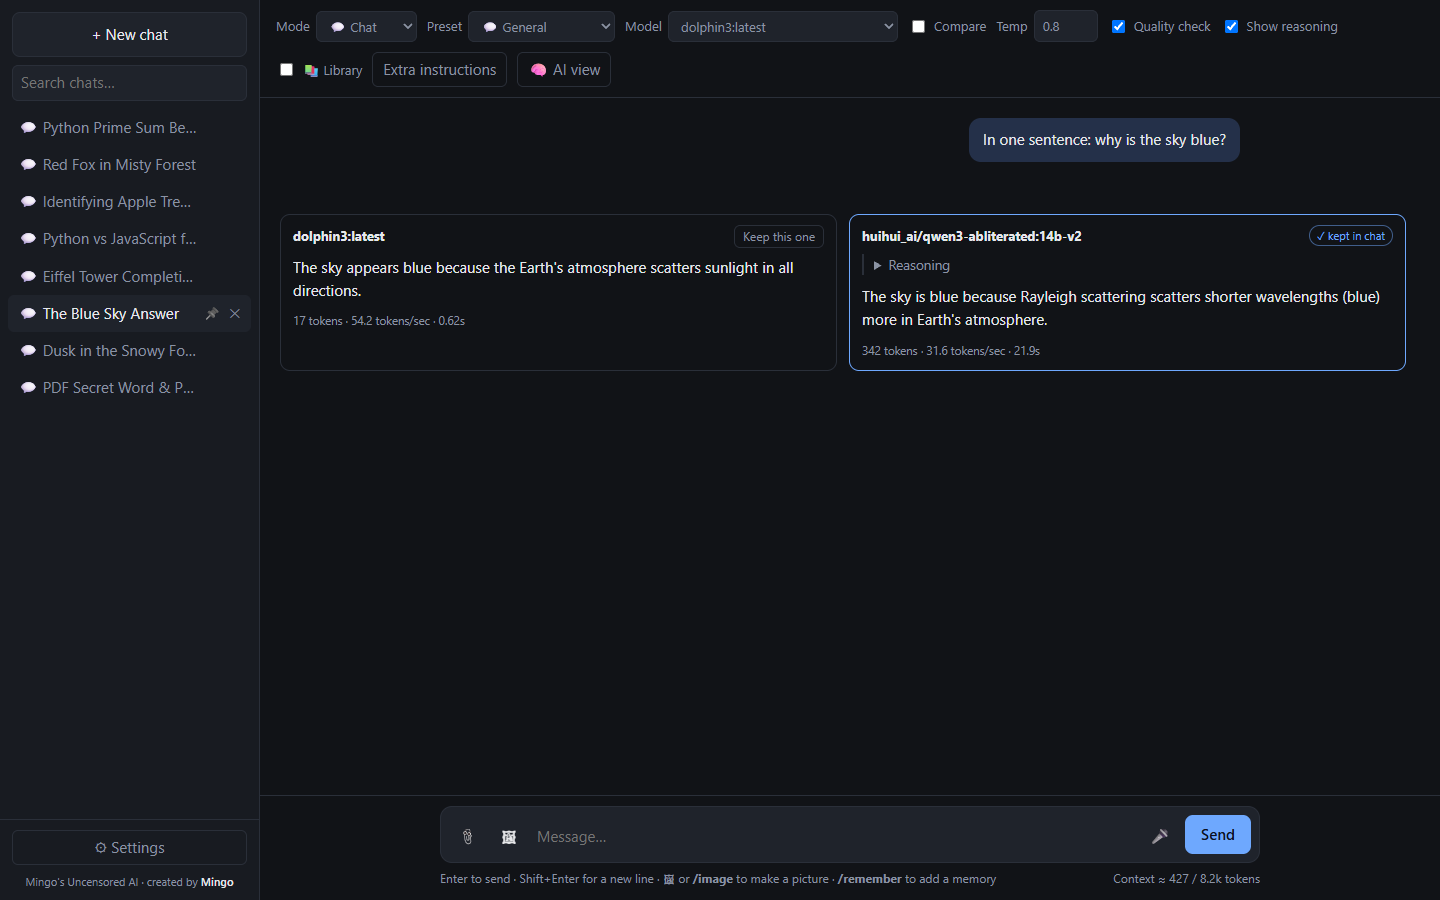 + New chat
Search chats...
Python Prime Sum Be...
Red Fox in Misty Forest
Identifying Apple Tre...
Python vs JavaScript f...
Eiffel Tower Completi...
The Blue Sky Answer
Dusk in the Snowy Fo...
PDF Secret Word & P...
Settings
Mingo's Uncensored AI · created by Mingo
Mode Chat Preset General Model dolphin3:latest Compare Temp 0.8 Quality check Show reasoning
Library Extra instructions AI view
In one sentence: why is the sky blue?
dolphin3:latest Keep this one
The sky appears blue because the Earth's atmosphere scatters sunlight in all
directions.
17 tokens · 54.2 tokens/sec · 0.62s
huihui_ai/qwen3-abliterated:14b-v2 ✓ kept in chat
Reasoning
The sky is blue because Rayleigh scattering scatters shorter wavelengths (blue)
more in Earth's atmosphere.
342 tokens · 31.6 tokens/sec · 21.9s
Message...
Send
Enter to send · Shift+Enter for a new line · or /image to make a picture · /remember to add a memory
Context ≈ 427 / 8.2k tokens